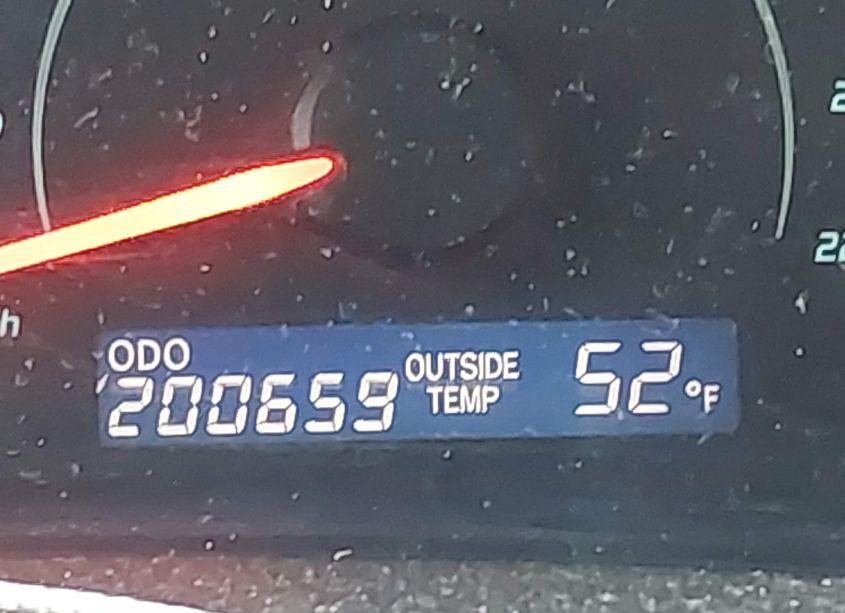 h
ODO
200659
OUTSIDE
TEMP
52°F